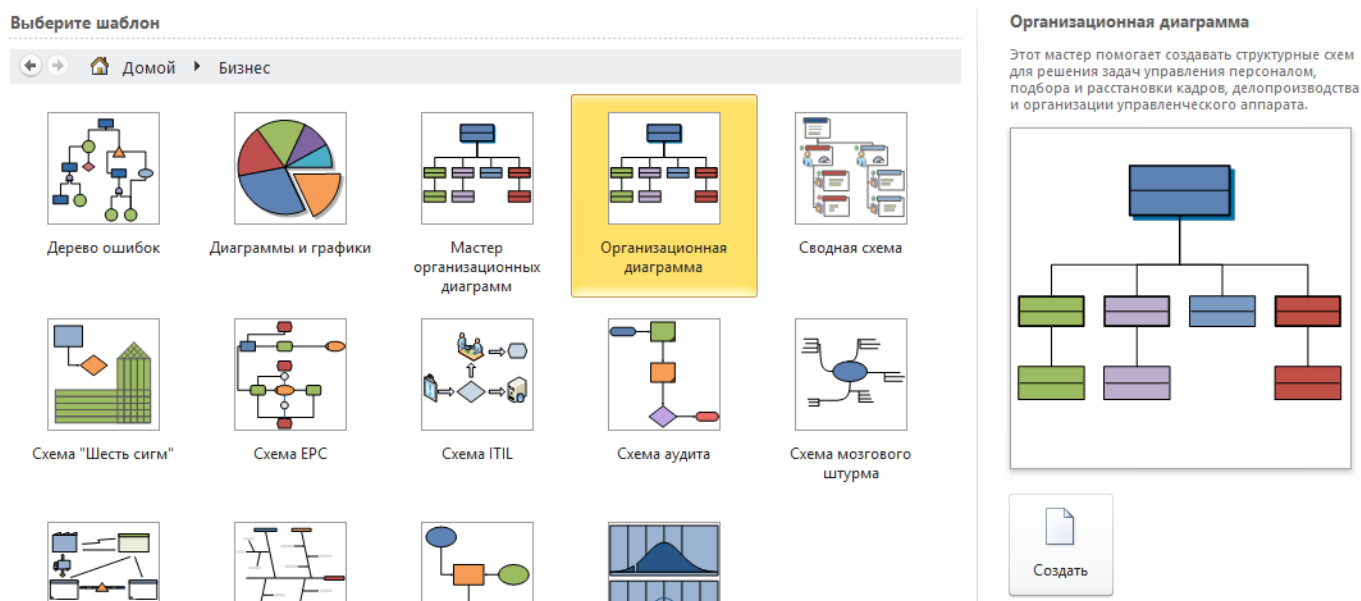 Выберите шаблон
Домой
Бизнес
Дерево ошибок
Диаграммы и графики
Мастер
организационных
диаграмм
Организационная
диаграмма
Сводная схема
Схема "Шесть сигм"
Схема EPC
Схема ITIL
Схема аудита
Схема мозгового
штурма
Организационная диаграмма
Этот мастер помогает создавать структурные схем
для решения задач управления персоналом,
подбора и расстановки кадров, делопроизводства
и организации управленческого аппарата.
Создать